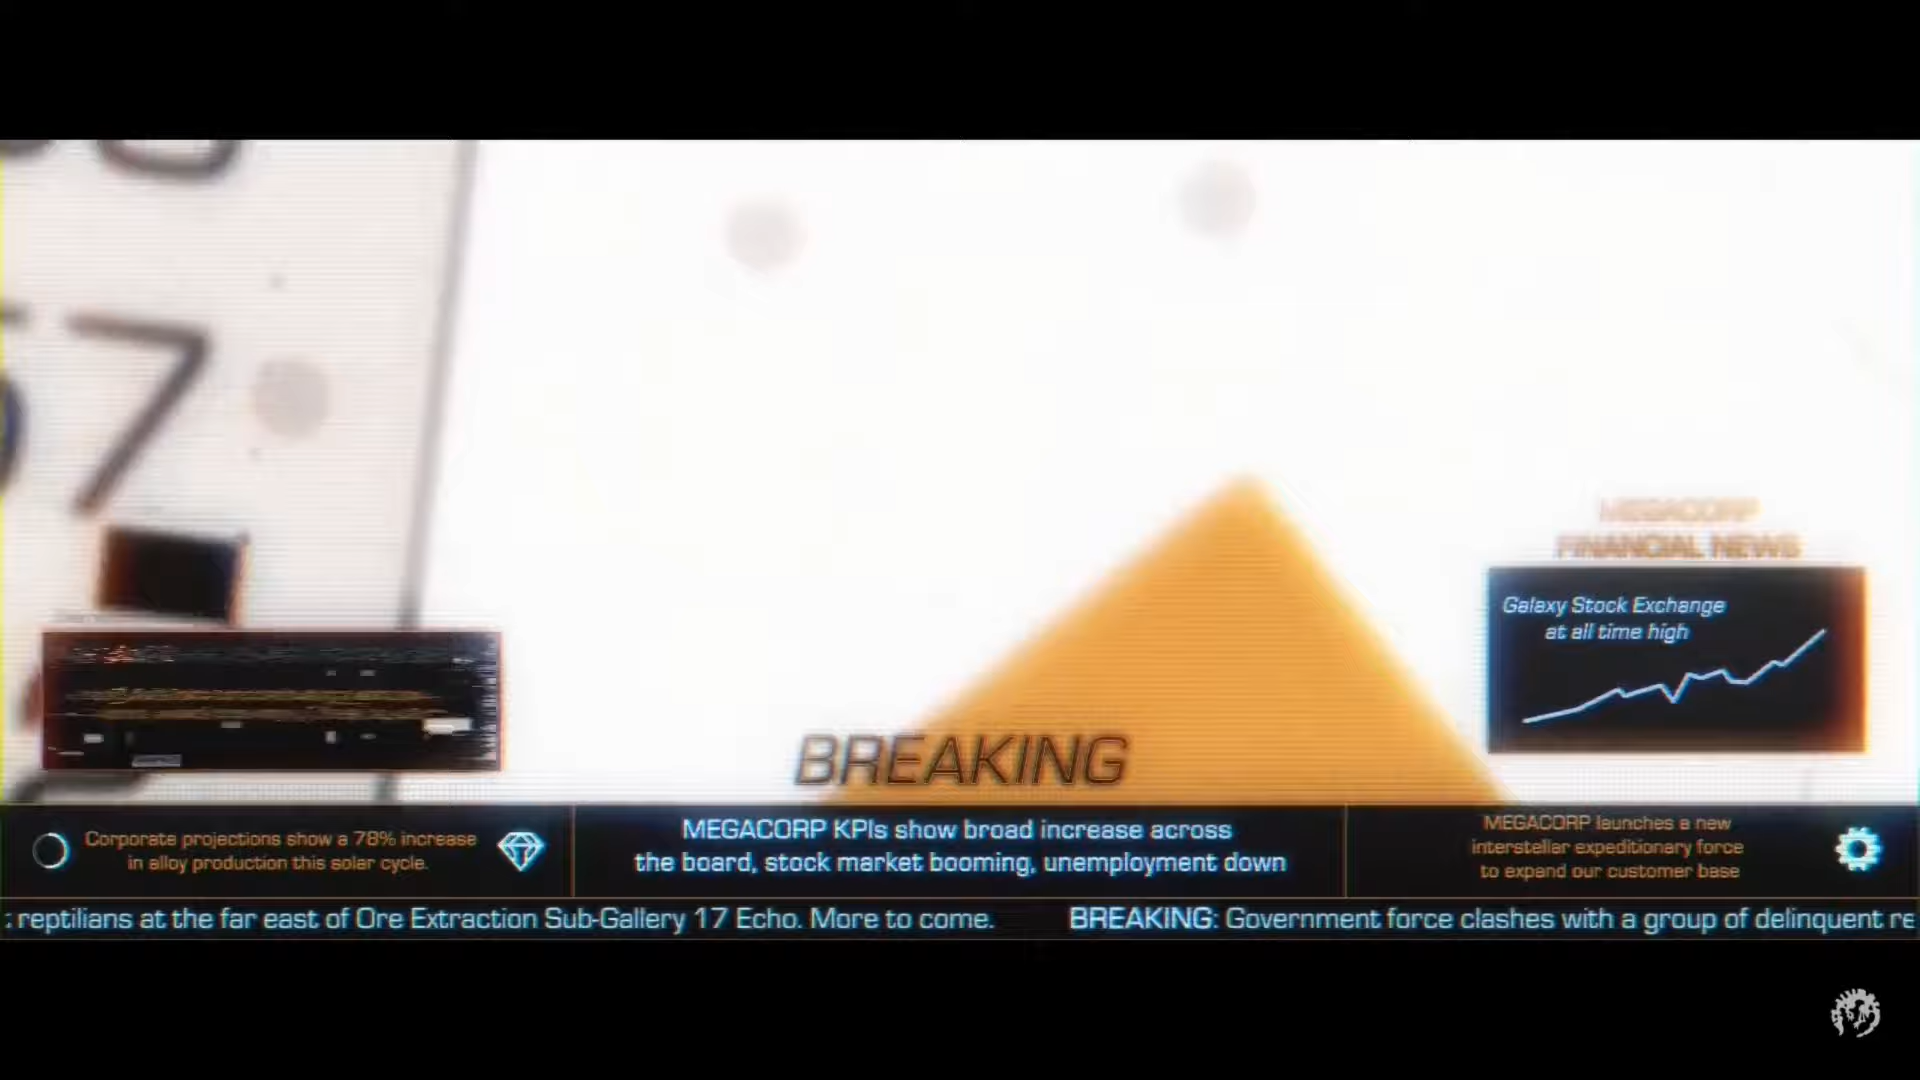 57
MEGACORP
FINANCIAL NEWS
Galaxy Stock Exchange
at all time high
BREAKING
Corporate projections show a 78% increase
in alloy production this solar cycle.
MEGACORP KPIs show broad increase across
the board, stock market booming, unemployment down
MEGACORP launches a new
interstellar expeditionary force
to expand our customer base
: reptilians at the far east of Ore Extraction Sub-Gallery 17 Echo. More to come. BREAKING: Government force clashes with a group of delinquent re